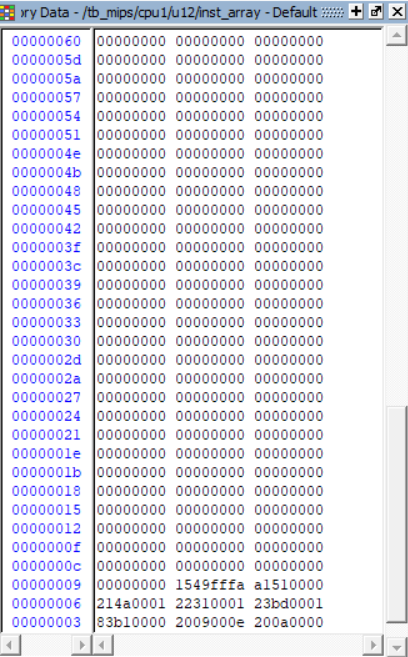 ory Data - /tb_mips/cpu1/u12/inst_array - Default
00000060 00000000 00000000 00000000
0000005d 00000000 00000000 00000000
0000005a 00000000 00000000 00000000
00000057 00000000 00000000 00000000
00000054 00000000 00000000 00000000
00000051 00000000 00000000 00000000
0000004e 00000000 00000000 00000000
0000004b 00000000 00000000 00000000
00000048 00000000 00000000 00000000
00000045 00000000 00000000 00000000
00000042 00000000 00000000 00000000
0000003f 00000000 00000000 00000000
0000003c 00000000 00000000 00000000
00000039 00000000 00000000 00000000
00000036 00000000 00000000 00000000
00000033 00000000 00000000 00000000
00000030 00000000 00000000 00000000
0000002d 00000000 00000000 00000000
0000002a 00000000 00000000 00000000
00000027 00000000 00000000 00000000
00000024 00000000 00000000 00000000
00000021 00000000 00000000 00000000
0000001e 00000000 00000000 00000000
0000001b 00000000 00000000 00000000
00000018 00000000 00000000 00000000
00000015 00000000 00000000 00000000
00000012 00000000 00000000 00000000
0000000f 00000000 00000000 00000000
0000000c 00000000 00000000 00000000
00000009 00000000 1549fffa a1510000
00000006 214a0001 22310001 23bd0001
00000003 83b10000 2009000e 200a0000